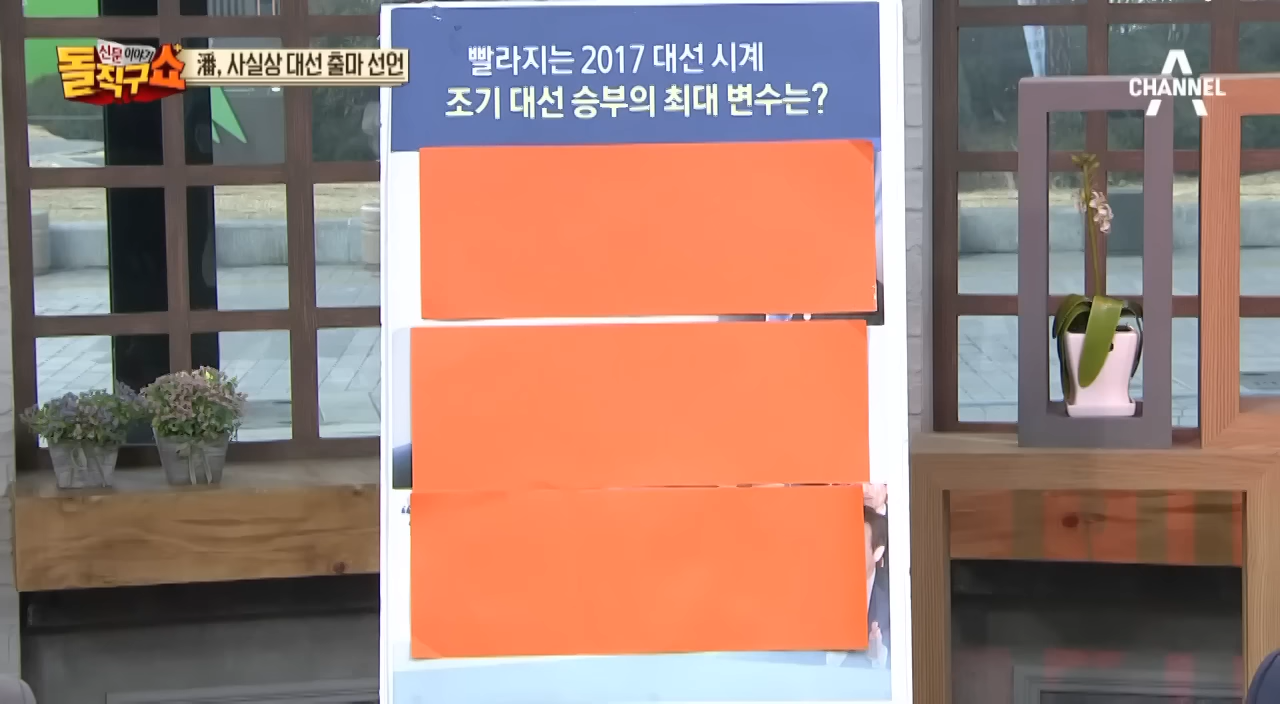 신문이야기
돌직구쇼
潘, 사실상 대선 출마 선언
CHANNEL A
빨라지는 2017 대선 시계
조기 대선 승부의 최대 변수는?